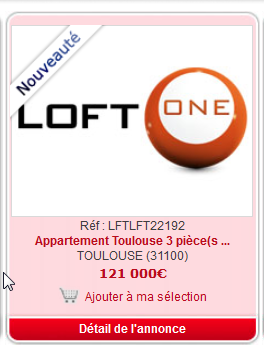 Nouveauté
LOFT ONE
Réf : LFTLFT22192
Appartement Toulouse 3 pièce(s ...
TOULOUSE (31100)
121 000€
Ajouter à ma sélection
Détail de l'annonce